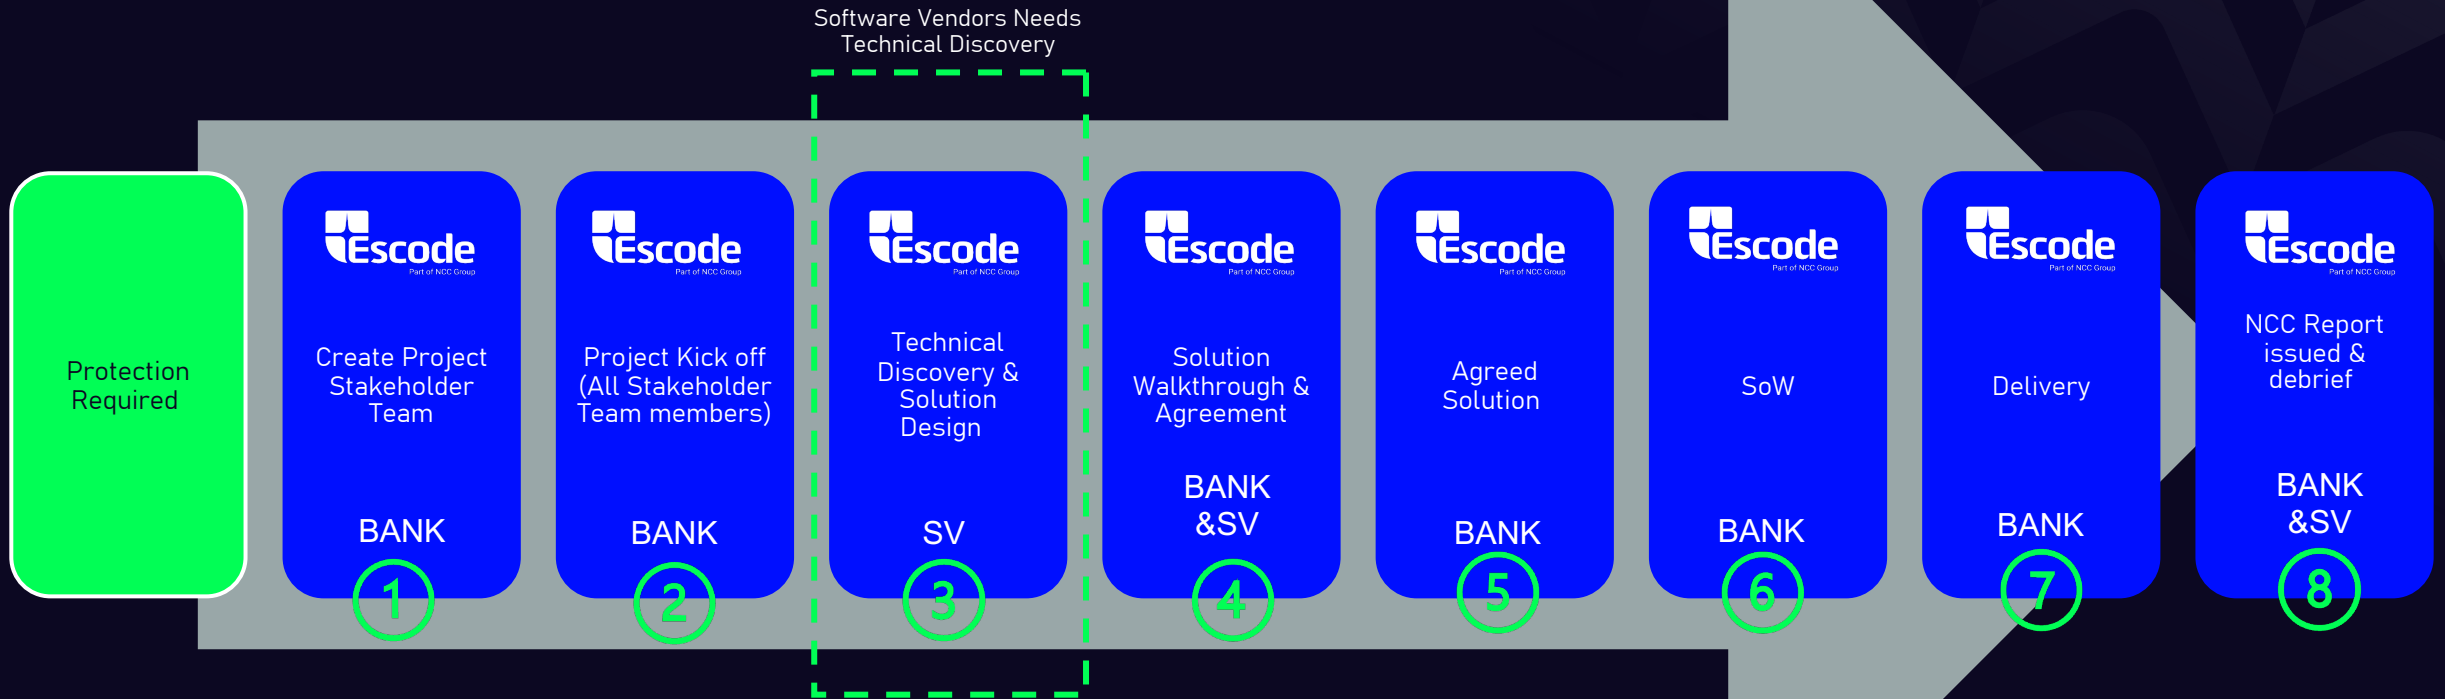 Software Vendors Needs
Technical Discovery
Protection
Required
Escode
Part of NCC Group
Create Project
Stakeholder
Team
BANK
1
Escode
Part of NCC Group
Project Kick off
(All Stakeholder
Team members)
BANK
2
Escode
Part of NCC Group
Technical
Discovery &
Solution
Design
SV
3
Escode
Part of NCC Group
Solution
Walkthrough &
Agreement
BANK
&SV
4
Escode
Part of NCC Group
Agreed
Solution
BANK
5
Escode
Part of NCC Group
SoW
BANK
6
Escode
Part of NCC Group
Delivery
BANK
7
Escode
Part of NCC Group
NCC Report
issued &
debrief
BANK
&SV
8